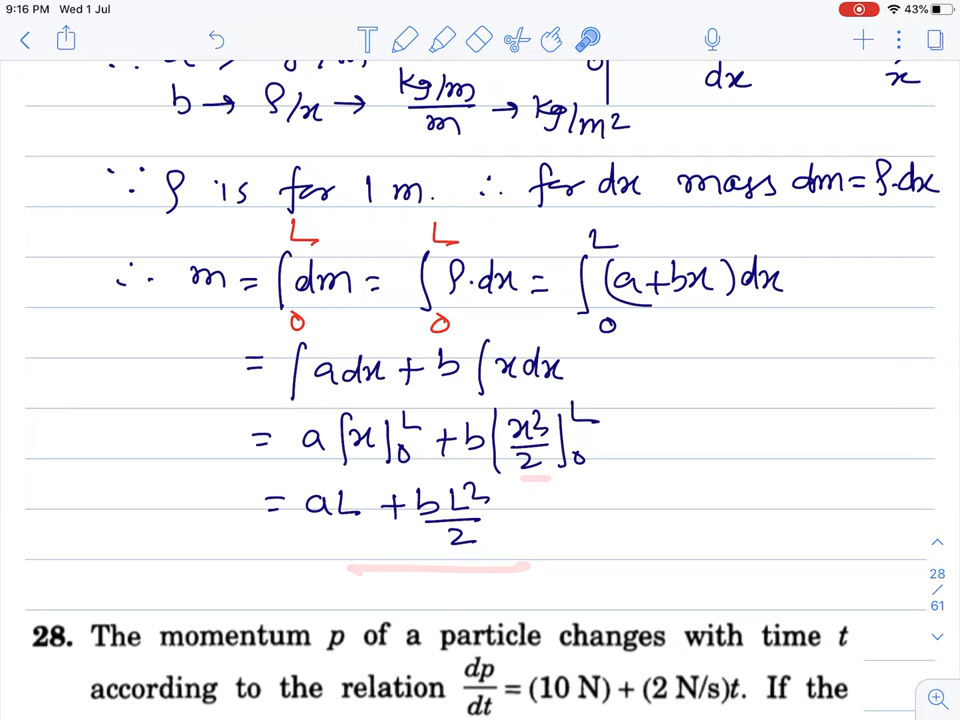 9:16 PM Wed 1 Jul
43%
dx
x
b → ρ/x → kg/m / m → kg/m2
∵ ρ is for 1 m. ∴ for dx mass dm = ρ.dx
∴ m = ∫₀ᴸ dm = ∫₀ᴸ ρ.dx = ∫₀ᴸ (a+bx)dx
= ∫ adx + b ∫ xdx
= a[x]₀ᴸ + b[x²/2]₀ᴸ
= aL + bL²/2
28
/
61
28. The momentum p of a particle changes with time t
according to the relation dp/dt = (10 N) + (2 N/s)t. If the